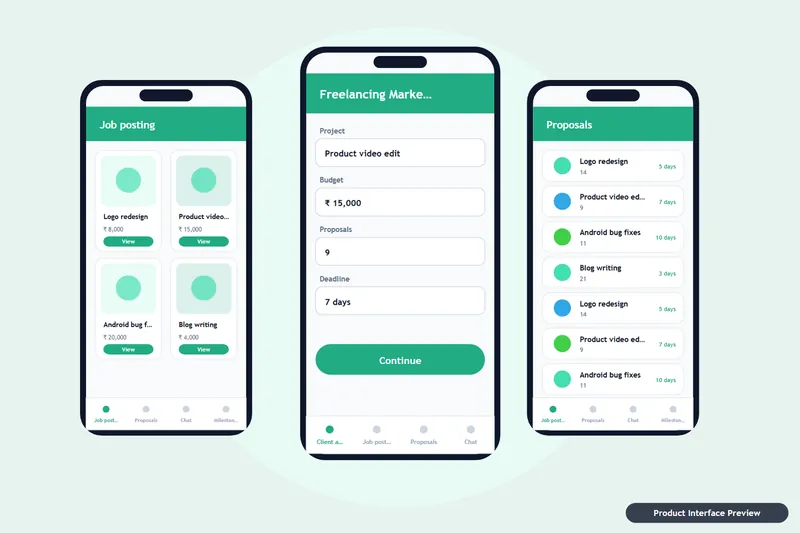 Job posting
Logo redesign
₹ 8,000
View
Product video...
₹ 15,000
View
Android bug f...
₹ 20,000
View
Blog writing
₹ 4,000
View
Job post...
Proposals
Chat
Mileston...
Freelancing Marke...
Project
Product video edit
Budget
₹ 15,000
Proposals
9
Deadline
7 days
Continue
Client a...
Job post...
Proposals
Chat
Proposals
Logo redesign
14
5 days
Product video ed...
9
7 days
Android bug fixes
11
10 days
Blog writing
21
3 days
Logo redesign
14
5 days
Product video ed...
9
7 days
Android bug fixes
11
10 days
Job post...
Proposals
Chat
Mileston...
Product Interface Preview